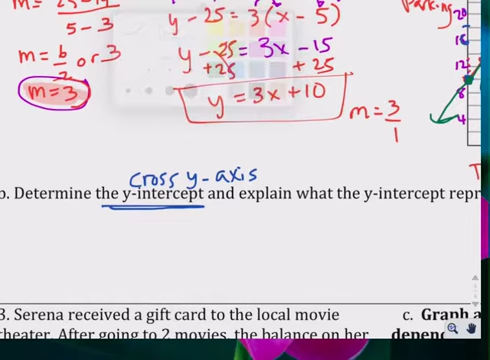 25-19
5 - 3
m = 6/2 or 3
m = 3
y - 25 = 3(x - 5)
y - 25 = 3x - 15
+25 + 25
y = 3x + 10
m = 3/1
Parking
20
16
12
8
4
cross y-axis
b. Determine the y-intercept and explain what the y-intercept repr
3. Serena received a gift card to the local movie
theater. After going to 2 movies, the balance on her
c. Graph a
depen